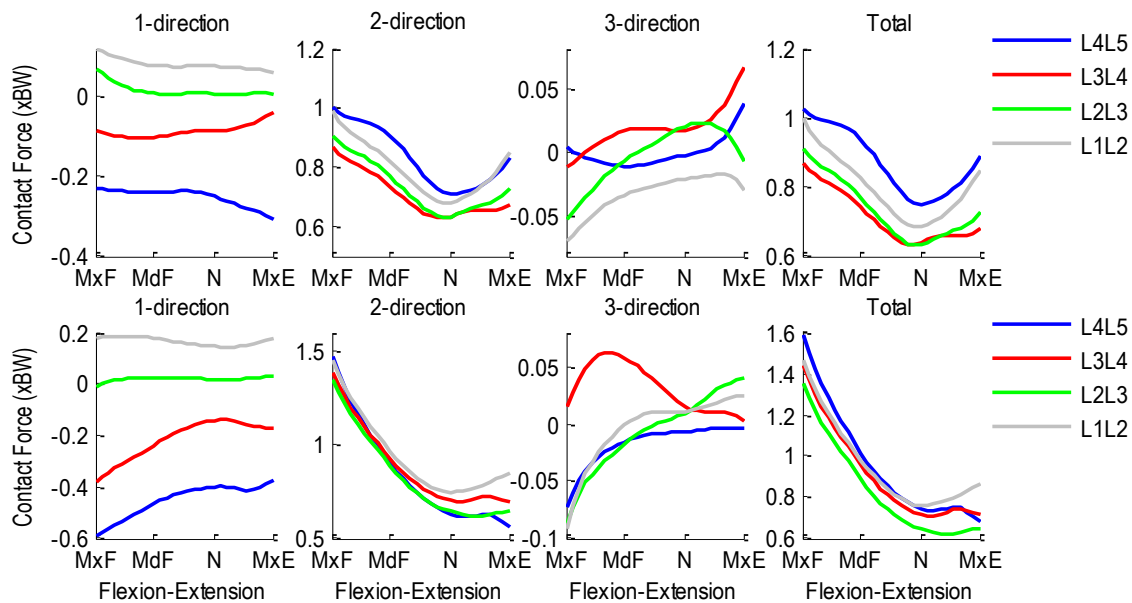 1-direction 2-direction 3-direction Total
Contact Force (xBW)
0
-0.2
-0.4
MxF MdF N MxE
1.2
1
0.8
0.6
MxF MdF N MxE
0.05
0
-0.05
MxF MdF N MxE
1.2
1
0.8
0.6
MxF MdF N MxE
L4L5
L3L4
L2L3
L1L2
1-direction 2-direction 3-direction Total
Contact Force (xBW)
0.2
0
-0.2
-0.4
-0.6
MxF MdF N MxE
Flexion-Extension
1.5
1
0.5
MxF MdF N MxE
Flexion-Extension
0.05
0
-0.05
-0.1
MxF MdF N MxE
Flexion-Extension
1.6
1.4
1.2
1
0.8
0.6
MxF MdF N MxE
Flexion-Extension
L4L5
L3L4
L2L3
L1L2